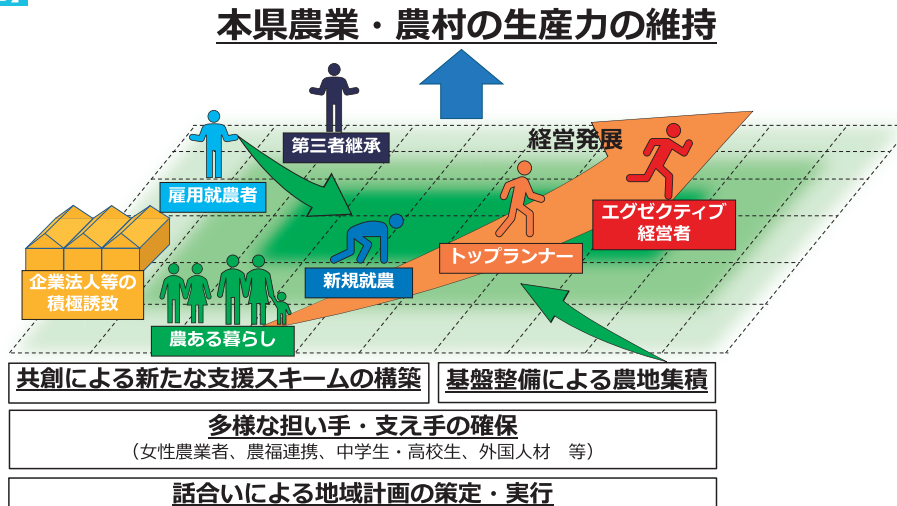 本県農業・農村の生産力の維持
経営発展
第三者継承
雇用就農者
エグゼクティブ
経営者
トップランナー
新規就農
企業法人等の
積極誘致
農ある暮らし
共創による新たな支援スキームの構築
基盤整備による農地集積
多様な担い手・支え手の確保
（女性農業者、農福連携、中学生・高校生、外国人材　等）
話合いによる地域計画の策定・実行